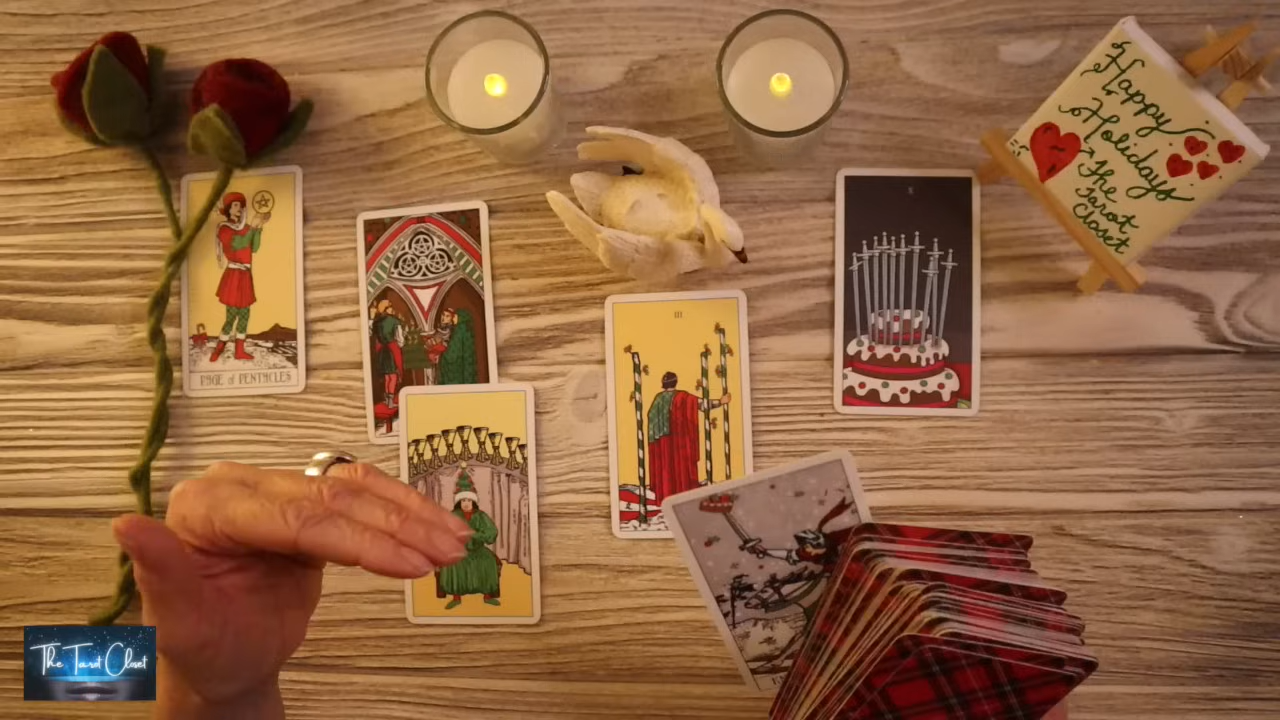 Happy
Holidays
The
Tarot
Closet
X
III
PAGE of PENTACLES
The Tarot Closet